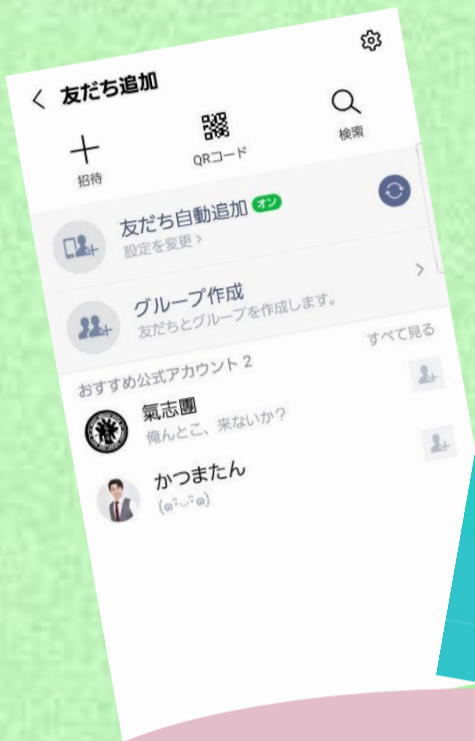 友だち追加
招待
QRコード
検索
友だち自動追加 オン
設定を変更 >
グループ作成
友だちとグループを作成します。
おすすめ公式アカウント 2
すべて見る
氣志團
俺んとこ、来ないか？
かつまたん